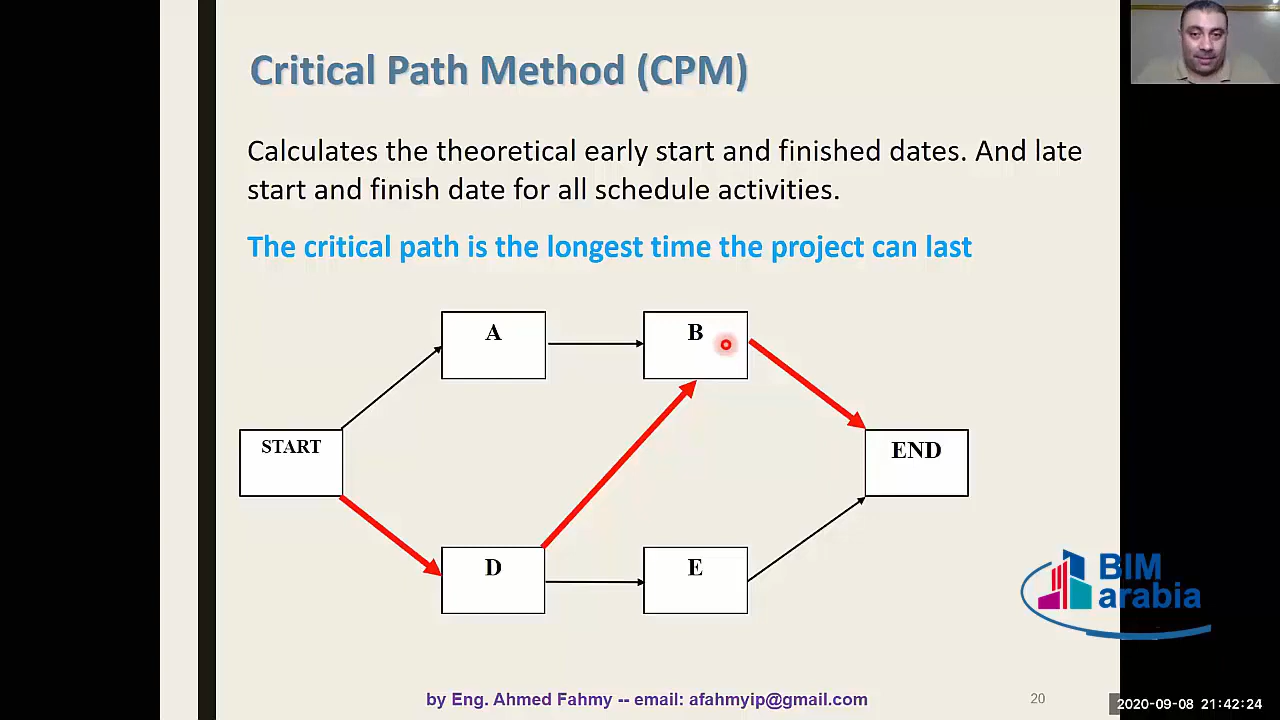 Critical Path Method (CPM)
Calculates the theoretical early start and finished dates. And late
start and finish date for all schedule activities.
The critical path is the longest time the project can last
A
B
START
END
D
E
BIM
arabia
by Eng. Ahmed Fahmy -- email: afahmyip@gmail.com
20
2020-09-08 21:42:24